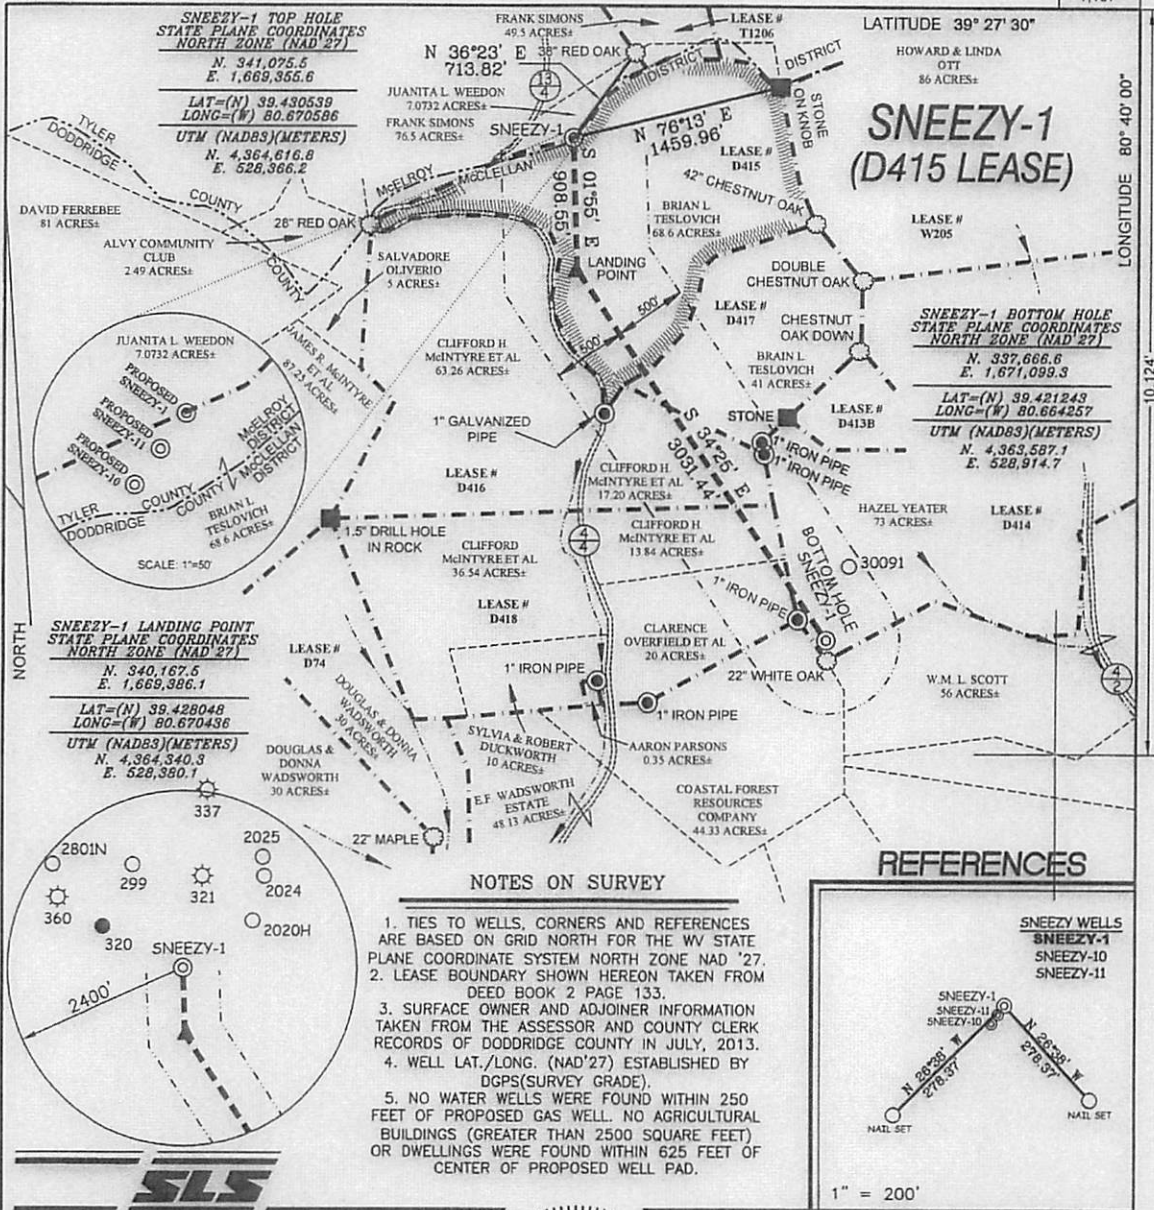 SNEEZY-1 TOP HOLE
STATE PLANE COORDINATES
NORTH ZONE (NAD'27)
N. 341,075.5
E. 1,669,355.6
LAT=(N) 39.430539
LONG=(W) 80.670586
UTM (NAD83)(METERS)
N. 4,364,616.8
E. 528,366.2
FRANK SIMONS
49.5 ACRES±
LEASE #
T1206
LATITUDE 39° 27' 30"
N 36°23' E
713.82'
38" RED OAK
DISTRICT
DISTRICT
HOWARD & LINDA
OTT
86 ACRES±
LONGITUDE 80° 40' 00"
13
4
JUANITA L. WEEDON
7.0732 ACRES±
FRANK SIMONS
76.5 ACRES±
SNEEZY-1
N 76°13' E
1459.96'
STONE
ON KNOB
SNEEZY-1
(D415 LEASE)
LEASE #
D415
TYLER
DODDRIDGE
COUNTY
COUNTY
McELROY
McCLELLAN
S 01°55' E
908.55'
42" CHESTNUT OAK
BRIAN L
TESLOVICH
68.6 ACRES±
LEASE #
W205
DAVID FERREBEE
81 ACRES±
28" RED OAK
ALVY COMMUNITY
CLUB
2.49 ACRES±
SALVADORE
OLIVERIO
5 ACRES±
LANDING
POINT
DOUBLE
CHESTNUT OAK
500'
500'
LEASE #
D417
CHESTNUT
OAK DOWN
SNEEZY-1 BOTTOM HOLE
STATE PLANE COORDINATES
NORTH ZONE (NAD'27)
N. 337,666.6
E. 1,671,099.3
LAT=(N) 39.421243
LONG=(W) 80.664257
UTM (NAD83)(METERS)
N. 4,363,587.1
E. 528,914.7
10,124'
JUANITA L. WEEDON
7.0732 ACRES±
PROPOSED
SNEEZY-1
PROPOSED
SNEEZY-11
PROPOSED
SNEEZY-10
McELROY
DISTRICT
McCLELLAN
DISTRICT
TYLER
COUNTY
DODDRIDGE
COUNTY
BRIAN L
TESLOVICH
68.6 ACRES±
SCALE: 1"=50'
JAMES R. McINTYRE
ET AL
87.25 ACRES±
CLIFFORD H
McINTYRE ET AL
63.26 ACRES±
BRAIN L
TESLOVICH
41 ACRES±
1" GALVANIZED
PIPE
STONE
LEASE #
D413B
1" IRON PIPE
1" IRON PIPE
S 34°25' E
3031.44'
LEASE #
D416
CLIFFORD H
McINTYRE ET AL
17.20 ACRES±
HAZEL YEATER
73 ACRES±
LEASE #
D414
1.5" DRILL HOLE
IN ROCK
CLIFFORD H
McINTYRE ET AL
13.84 ACRES±
4
4
CLIFFORD
McINTYRE ET AL
36.54 ACRES±
BOTTOM HOLE
SNEEZY-1
30091
1" IRON PIPE
NORTH
SNEEZY-1 LANDING POINT
STATE PLANE COORDINATES
NORTH ZONE (NAD'27)
N. 340,167.5
E. 1,669,386.1
LAT=(N) 39.428048
LONG=(W) 80.670436
UTM (NAD83)(METERS)
N. 4,364,340.3
E. 528,380.1
LEASE #
D418
LEASE #
D74
CLARENCE
OVERFIELD ET AL
20 ACRES±
1" IRON PIPE
22" WHITE OAK
W.M. L. SCOTT
56 ACRES±
4
2
1" IRON PIPE
DOUGLAS & DONNA
WADSWORTH
30 ACRES±
DOUGLAS &
DONNA
WADSWORTH
30 ACRES±
SYLVIA & ROBERT
DUCKWORTH
10 ACRES±
AARON PARSONS
0.35 ACRES±
E.F. WADSWORTH
ESTATE
48.13 ACRES±
COASTAL FOREST
RESOURCES
COMPANY
44.33 ACRES±
22" MAPLE
337
2801N
299
2025
321
2024
360
320
2020H
SNEEZY-1
2400'
NOTES ON SURVEY
1. TIES TO WELLS, CORNERS AND REFERENCES
ARE BASED ON GRID NORTH FOR THE WV STATE
PLANE COORDINATE SYSTEM NORTH ZONE NAD '27.
2. LEASE BOUNDARY SHOWN HEREON TAKEN FROM
DEED BOOK 2 PAGE 133.
3. SURFACE OWNER AND ADJOINER INFORMATION
TAKEN FROM THE ASSESSOR AND COUNTY CLERK
RECORDS OF DODDRIDGE COUNTY IN JULY, 2013.
4. WELL LAT./LONG. (NAD'27) ESTABLISHED BY
DGPS(SURVEY GRADE).
5. NO WATER WELLS WERE FOUND WITHIN 250
FEET OF PROPOSED GAS WELL. NO AGRICULTURAL
BUILDINGS (GREATER THAN 2500 SQUARE FEET)
OR DWELLINGS WERE FOUND WITHIN 625 FEET OF
CENTER OF PROPOSED WELL PAD.
REFERENCES
SNEEZY WELLS
SNEEZY-1
SNEEZY-10
SNEEZY-11
SNEEZY-1
SNEEZY-11
SNEEZY-10
N 26°38' W
278.37'
N 26°38' W
278.37'
NAIL SET
NAIL SET
1" = 200'
SLS